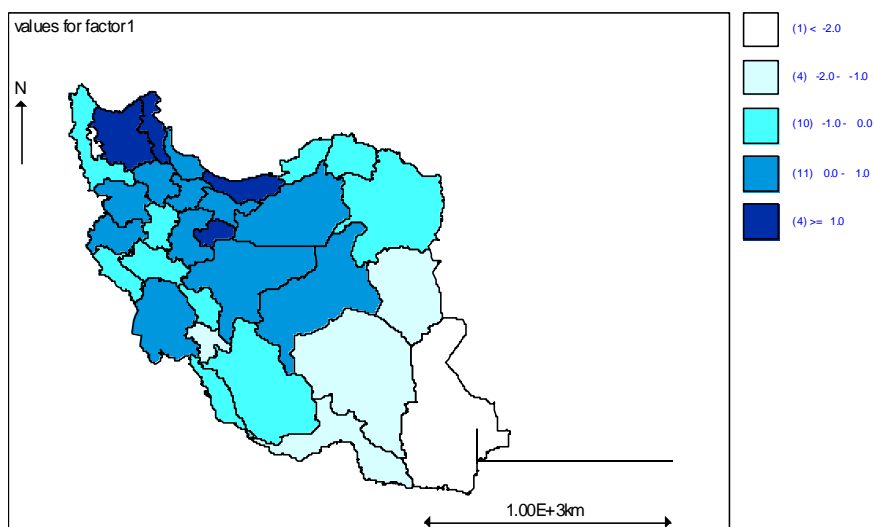 values for factor1
N
(1) < -2.0
(4) -2.0 - -1.0
(10) -1.0 - 0.0
(11) 0.0 - 1.0
(4) >= 1.0
1.00E+3km